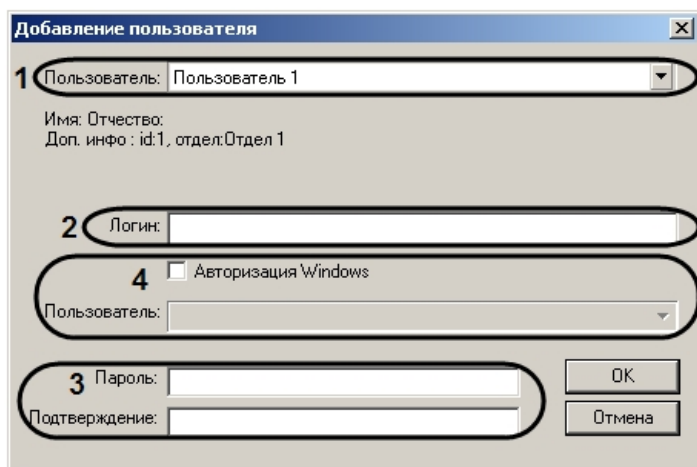 Добавление пользователя
1 Пользователь: Пользователь 1
Имя: Отчество:
Доп. инфо : id:1, отдел:Отдел 1
2 Логин:
4 Авторизация Windows
Пользователь:
3 Пароль:
OK
Подтверждение:
Отмена